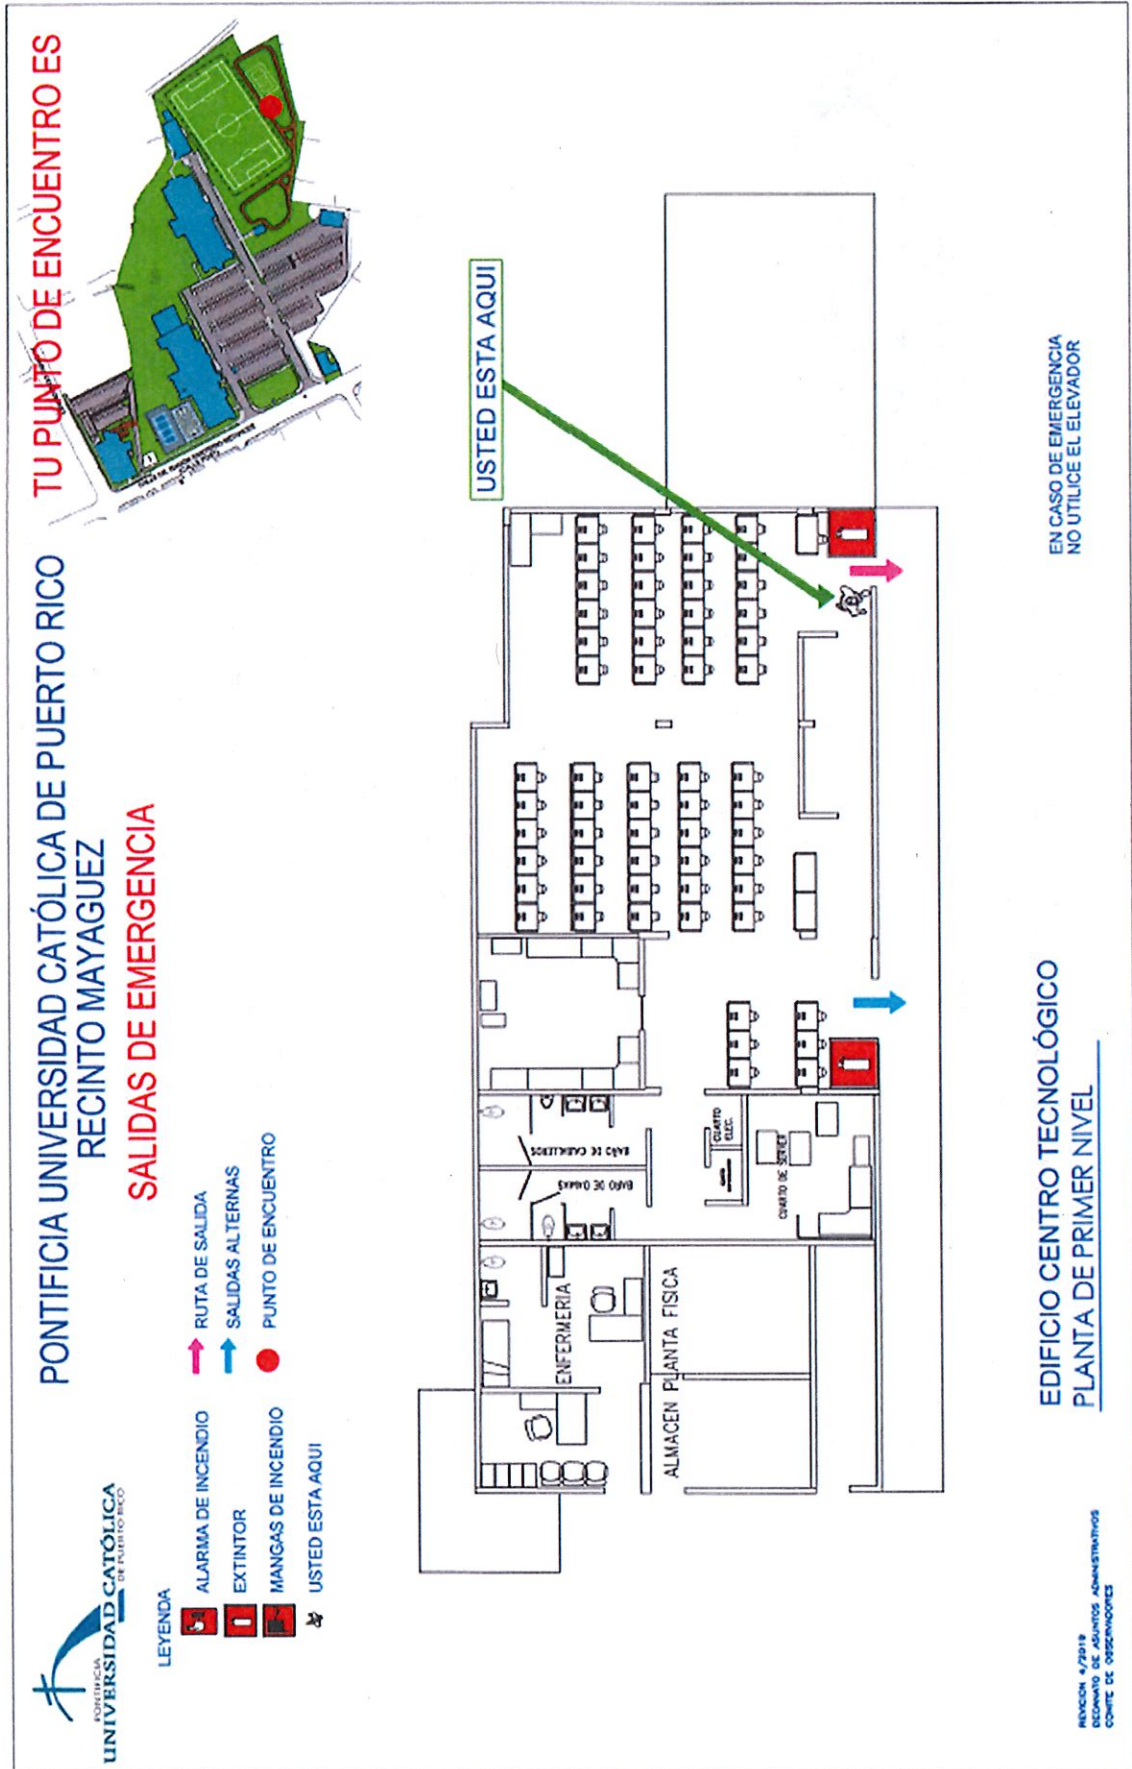 PONTIFICIA
UNIVERSIDAD CATÓLICA
DE PUERTO RICO
PONTIFICIA UNIVERSIDAD CATÓLICA DE PUERTO RICO
RECINTO MAYAGUEZ
SALIDAS DE EMERGENCIA
TU PUNTO DE ENCUENTRO ES
LEYENDA
ALARMA DE INCENDIO
EXTINTOR
MANGAS DE INCENDIO
USTED ESTA AQUI
RUTA DE SALIDA
SALIDAS ALTERNAS
PUNTO DE ENCUENTRO
USTED ESTA AQUI
ENFERMERIA
ALMACEN PLANTA FISICA
BAÑO DE DAMAS
BAÑO DE CABALLEROS
CUARTO
ELEC.
CUARTO DE SERVER
EDIFICIO CENTRO TECNOLÓGICO
PLANTA DE PRIMER NIVEL
EN CASO DE EMERGENCIA
NO UTILICE EL ELEVADOR
REVICION 4/2019
DECANATO DE ASUNTOS ADMINISTRATIVOS
COMITE DE OBSERVADORES